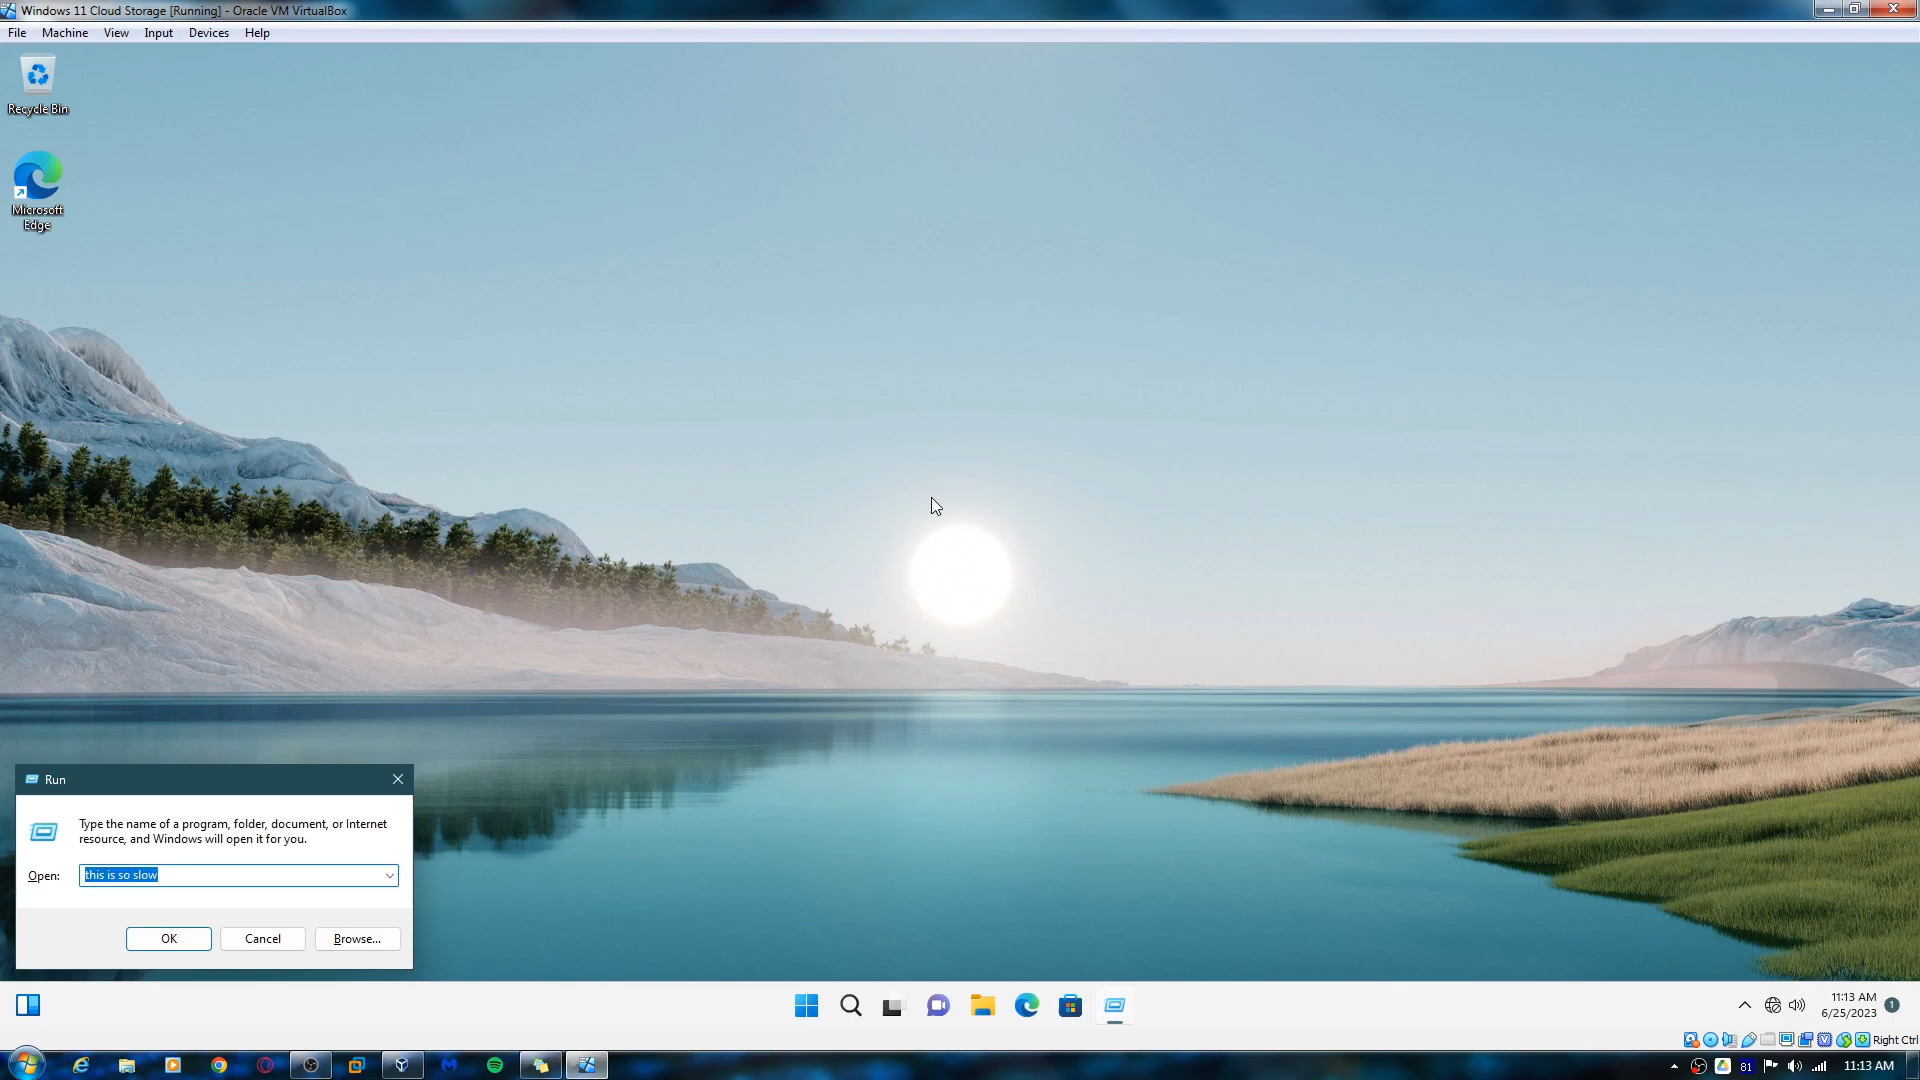 Windows 11 Cloud Storage [Running] - Oracle VM VirtualBox
File Machine View Input Devices Help
Recycle Bin
Microsoft
Edge
Run
Type the name of a program, folder, document, or Internet
resource, and Windows will open it for you.
Open: this is so slow
OK Cancel Browse...
11:13 AM
6/25/2023
1
Right Ctrl
81
11:13 AM